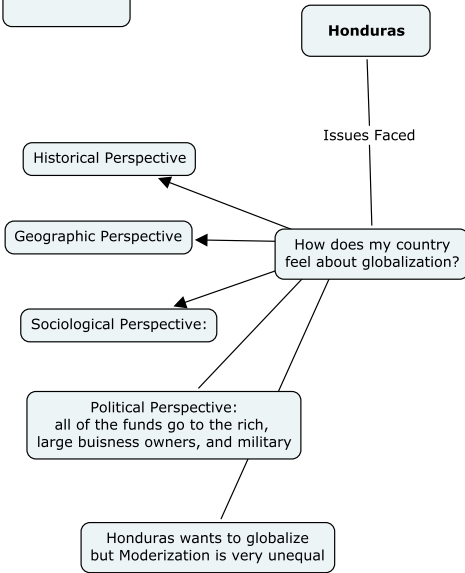 Honduras
Issues Faced
Historical Perspective
Geographic Perspective
How does my country
feel about globalization?
Sociological Perspective:
Political Perspective:
all of the funds go to the rich,
large buisness owners, and military
Honduras wants to globalize
but Moderization is very unequal